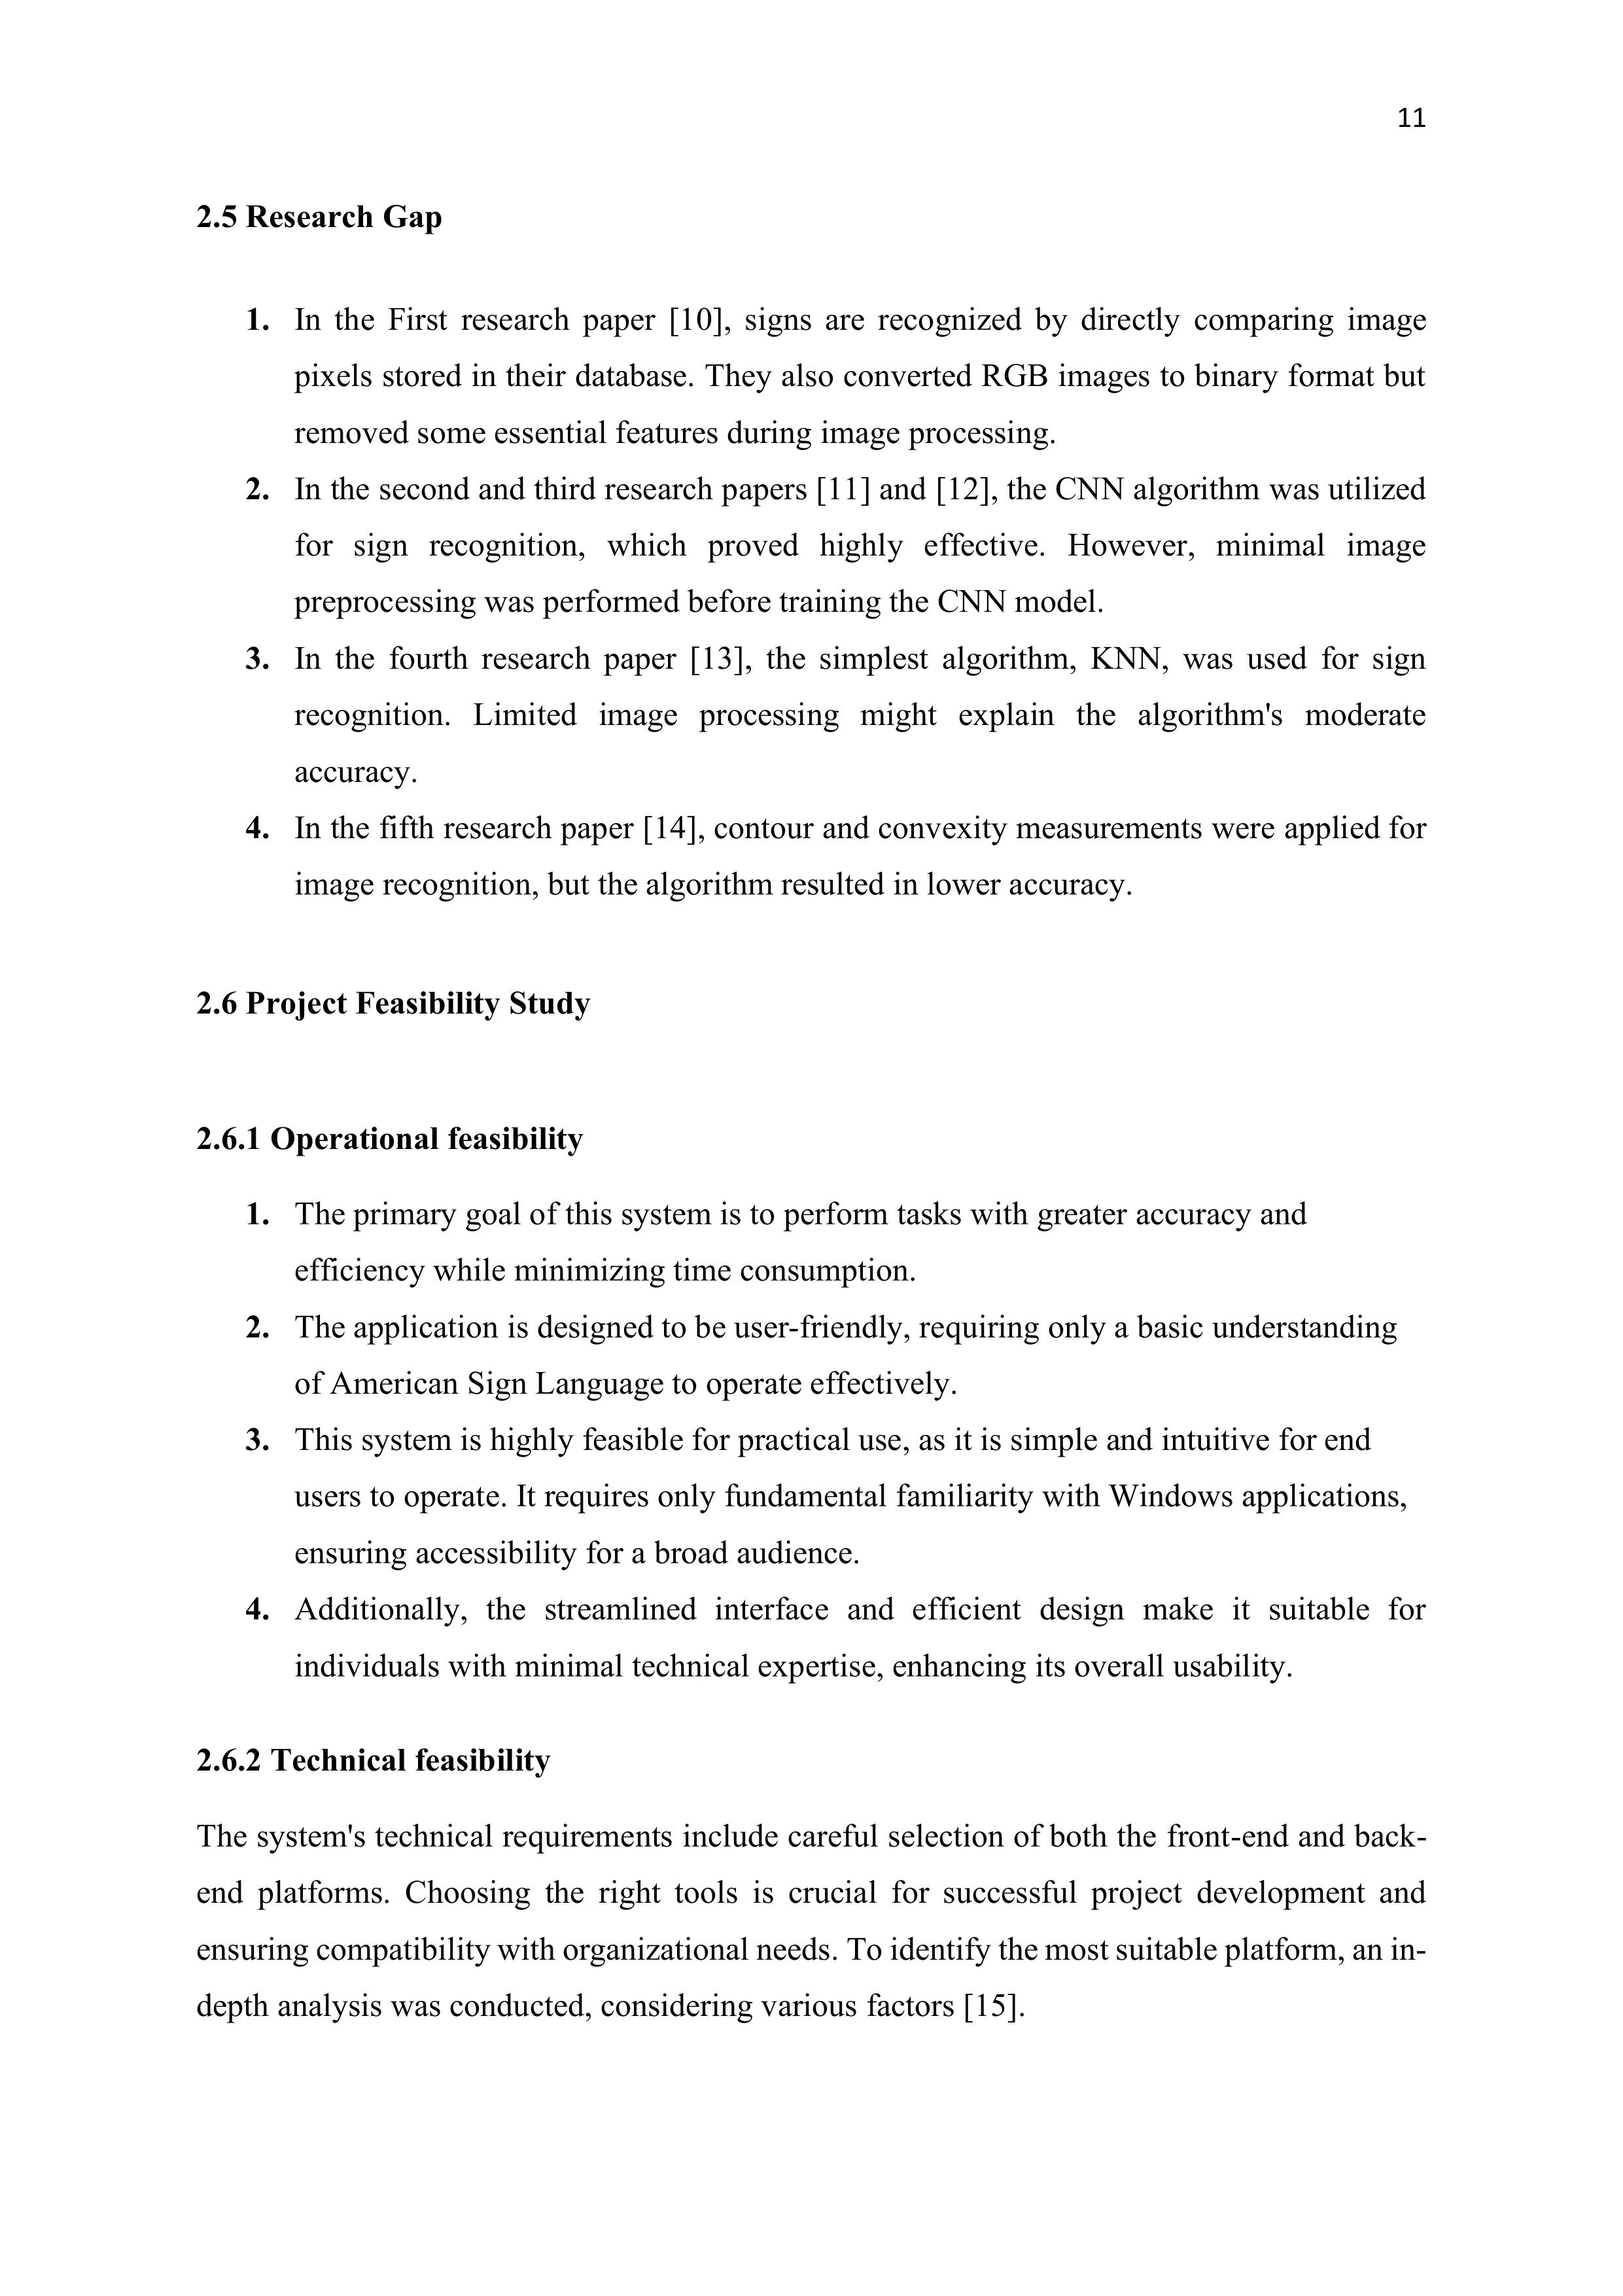 11
2.5 Research Gap
1. In the First research paper [10], signs are recognized by directly comparing image
pixels stored in their database. They also converted RGB images to binary format but
removed some essential features during image processing.
2. In the second and third research papers [11] and [12], the CNN algorithm was utilized
for sign recognition, which proved highly effective. However, minimal image
preprocessing was performed before training the CNN model.
3. In the fourth research paper [13], the simplest algorithm, KNN, was used for sign
recognition. Limited image processing might explain the algorithm's moderate
accuracy.
4. In the fifth research paper [14], contour and convexity measurements were applied for
image recognition, but the algorithm resulted in lower accuracy.
2.6 Project Feasibility Study
2.6.1 Operational feasibility
1. The primary goal of this system is to perform tasks with greater accuracy and
efficiency while minimizing time consumption.
2. The application is designed to be user-friendly, requiring only a basic understanding
of American Sign Language to operate effectively.
3. This system is highly feasible for practical use, as it is simple and intuitive for end
users to operate. It requires only fundamental familiarity with Windows applications,
ensuring accessibility for a broad audience.
4. Additionally, the streamlined interface and efficient design make it suitable for
individuals with minimal technical expertise, enhancing its overall usability.
2.6.2 Technical feasibility
The system's technical requirements include careful selection of both the front-end and back-
end platforms. Choosing the right tools is crucial for successful project development and
ensuring compatibility with organizational needs. To identify the most suitable platform, an in-
depth analysis was conducted, considering various factors [15].